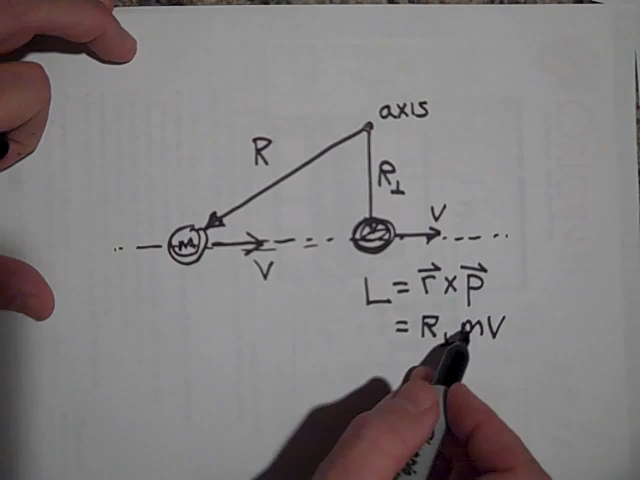 axis
R
R⊥
m
V
V
L = r⃗ × p⃗
= R⊥ mV